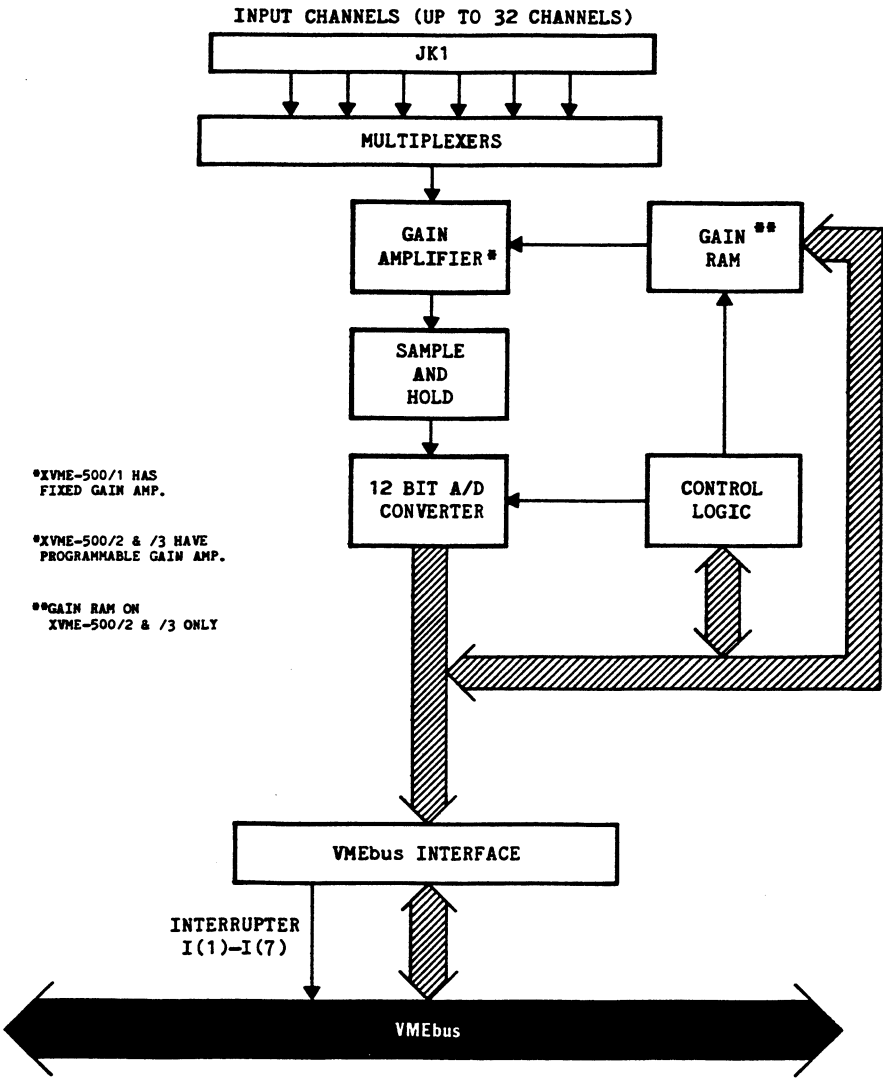 INPUT CHANNELS (UP TO 32 CHANNELS)
JK1
MULTIPLEXERS
GAIN
AMPLIFIER*
GAIN **
RAM
SAMPLE
AND
HOLD
12 BIT A/D
CONVERTER
CONTROL
LOGIC
*XVME-500/1 HAS
FIXED GAIN AMP.
*XVME-500/2 & /3 HAVE
PROGRAMMABLE GAIN AMP.
**GAIN RAM ON
XVME-500/2 & /3 ONLY
VMEbus INTERFACE
INTERRUPTER
I(1)-I(7)
VMEbus